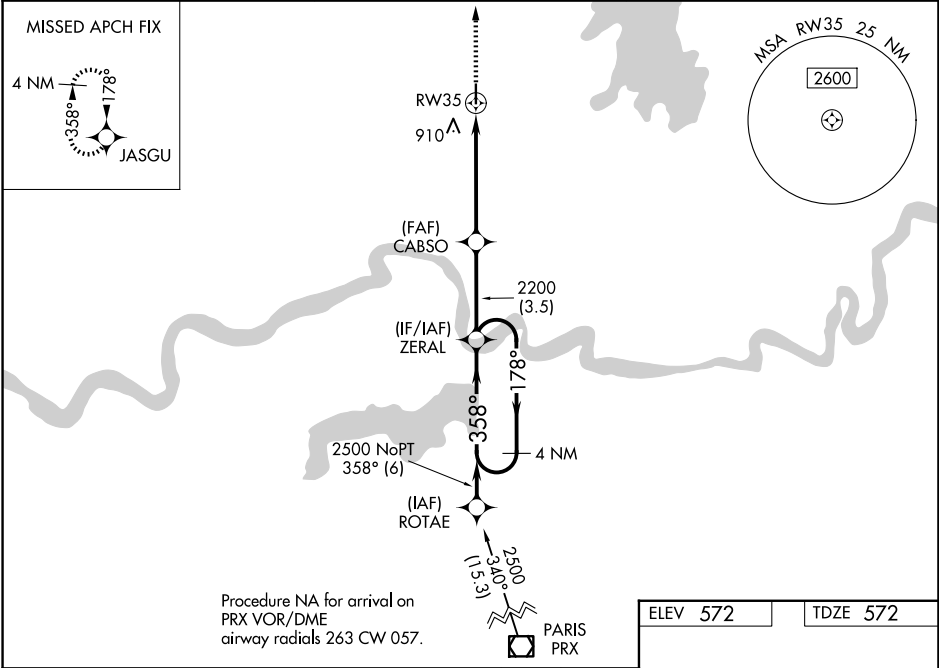 MISSED APCH FIX
4 NM
178°
358°
JASGU
RW35
910
MSA RW35 25 NM
2600
(FAF)
CABSO
2200
(3.5)
(IF/IAF)
ZERAL
178°
358°
4 NM
2500 NoPT
358° (6)
(IAF)
ROTAE
2500
340°
(15.3)
PARIS
PRX
Procedure NA for arrival on
PRX VOR/DME
airway radials 263 CW 057.
ELEV 572
TDZE 572